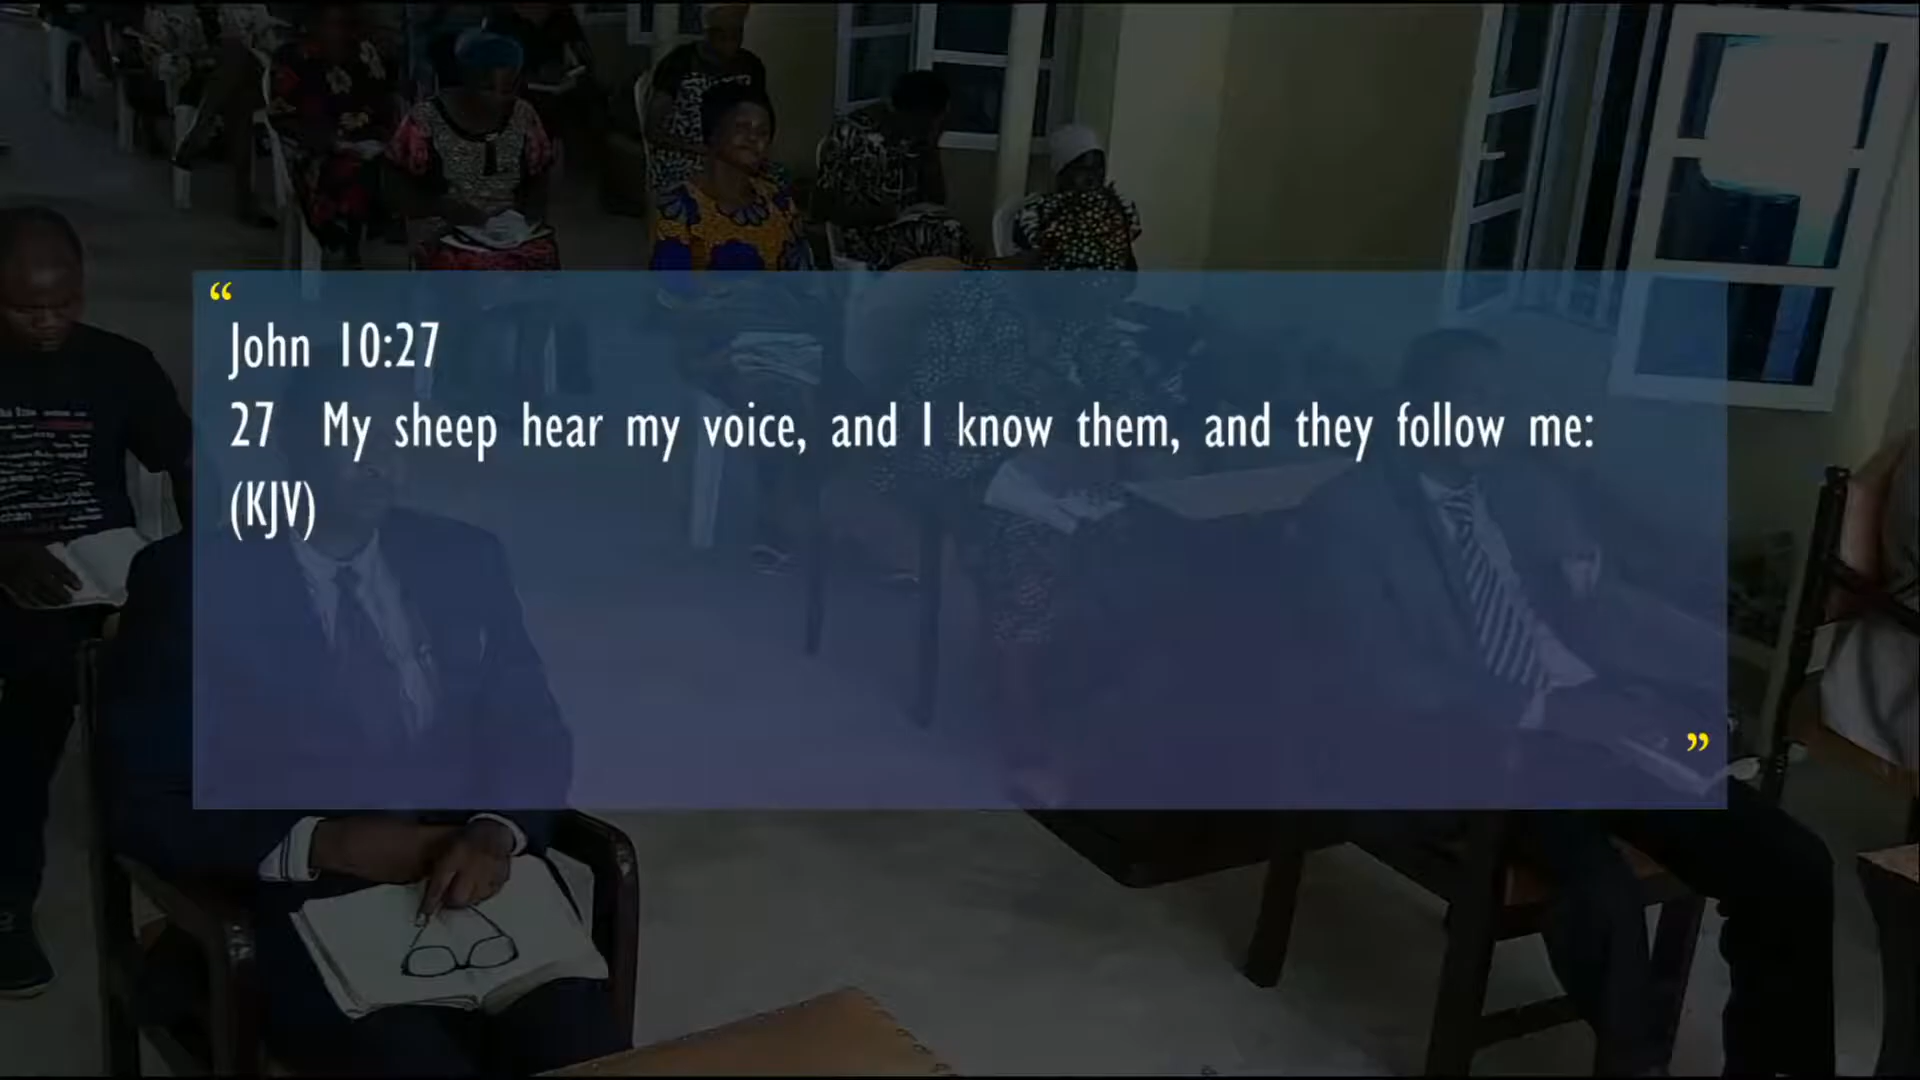 “
John 10:27
27 My sheep hear my voice, and I know them, and they follow me:
(KJV)
”